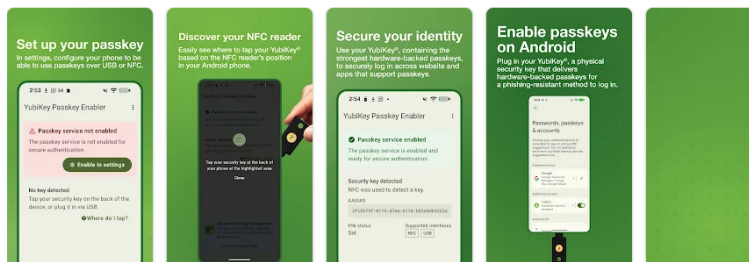 Set up your passkey
In settings, configure your phone to be
able to use passkeys over USB or NFC.
2:53
YubiKey Passkey Enabler
Passkey service not enabled
The passkey service is not enabled for
secure authentication.
Enable in settings
No key detected
Tap your security key on the back of the
device, or plug it in via USB.
Where do I tap?
Discover your NFC reader
Easily see where to tap your YubiKey®
based on the NFC reader's position
in your Android phone.
YubiKey Passkey Enabler
Tap your security key at the back of
your phone at the highlighted area
Close
Secure your identity
Use your YubiKey®, containing the
strongest hardware-backed passkeys,
to securely log in across website and
apps that support passkeys.
2:54
YubiKey Passkey Enabler
Passkey service enabled
The passkey service is enabled and
ready for secure authentication.
Security key detected
NFC was used to detect a key.
AAGUID
PIN status
Set
Supported interfaces
NFC
USB
Enable passkeys
on Android
Plug in your YubiKey®, a physical
security key that delivers
hardware-backed passkeys for
a phishing-resistant method to log in.
Passwords, passkeys
& accounts
Google